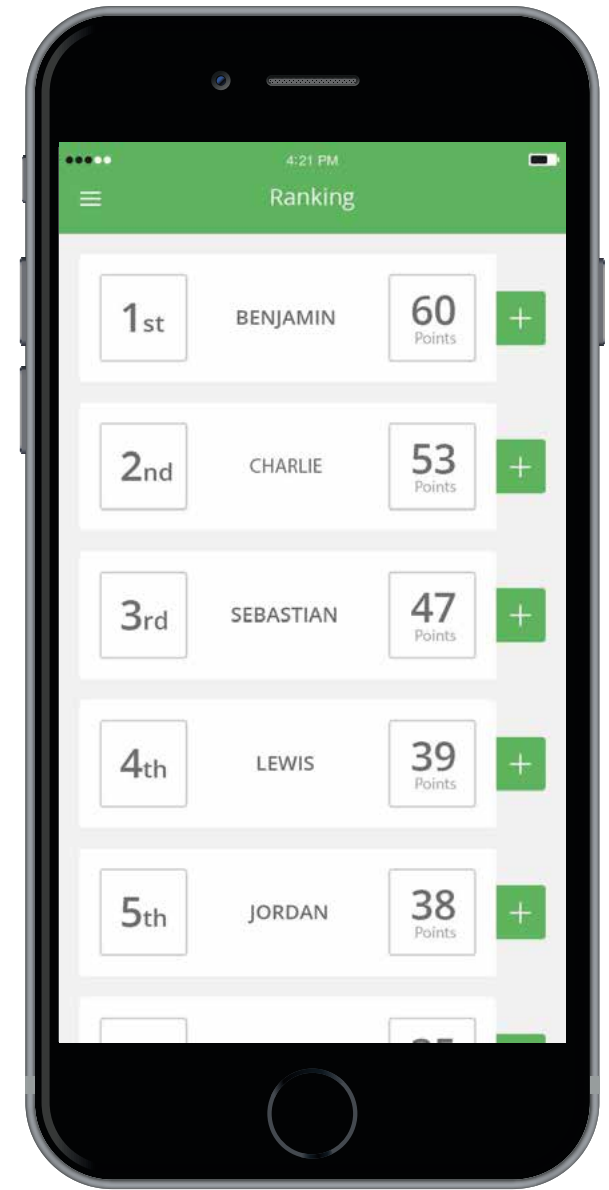 4:21 PM
Ranking
1st BENJAMIN 60 Points
2nd CHARLIE 53 Points
3rd SEBASTIAN 47 Points
4th LEWIS 39 Points
5th JORDAN 38 Points